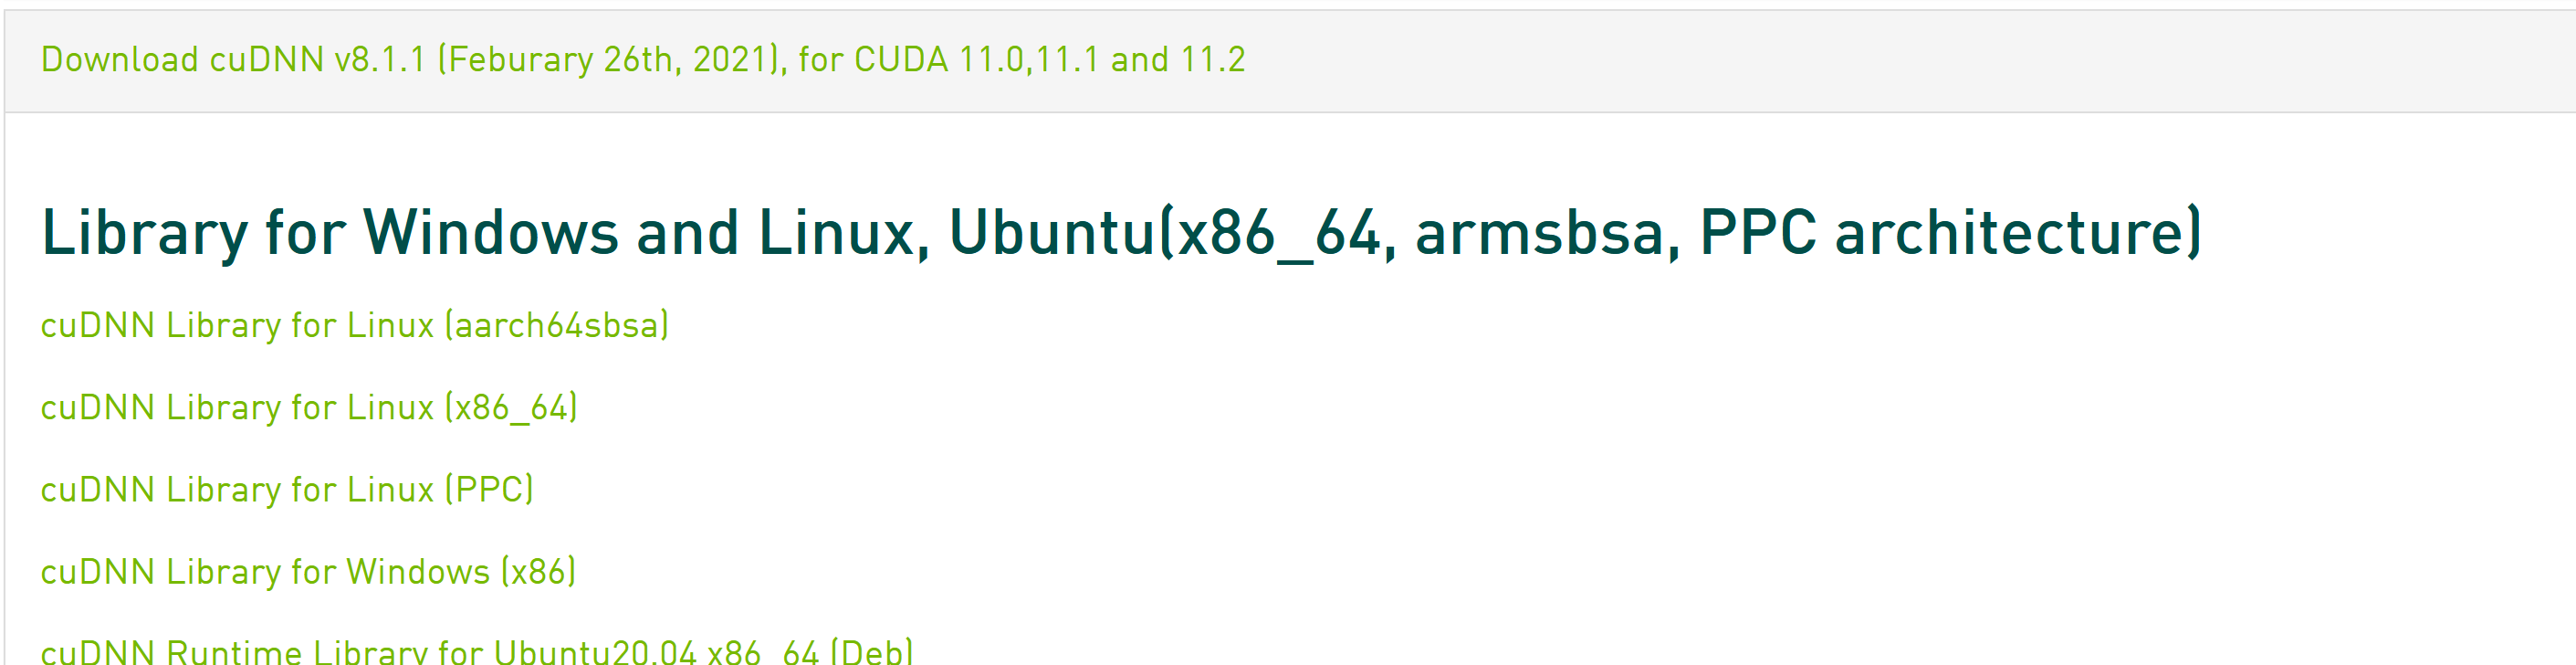 Download cuDNN v8.1.1 (Feburary 26th, 2021), for CUDA 11.0,11.1 and 11.2
Library for Windows and Linux, Ubuntu(x86_64, armsbsa, PPC architecture)
cuDNN Library for Linux (aarch64sbsa)
cuDNN Library for Linux (x86_64)
cuDNN Library for Linux (PPC)
cuDNN Library for Windows (x86)
cuDNN Runtime Library for Ubuntu20.04 x86_64 (Deb)